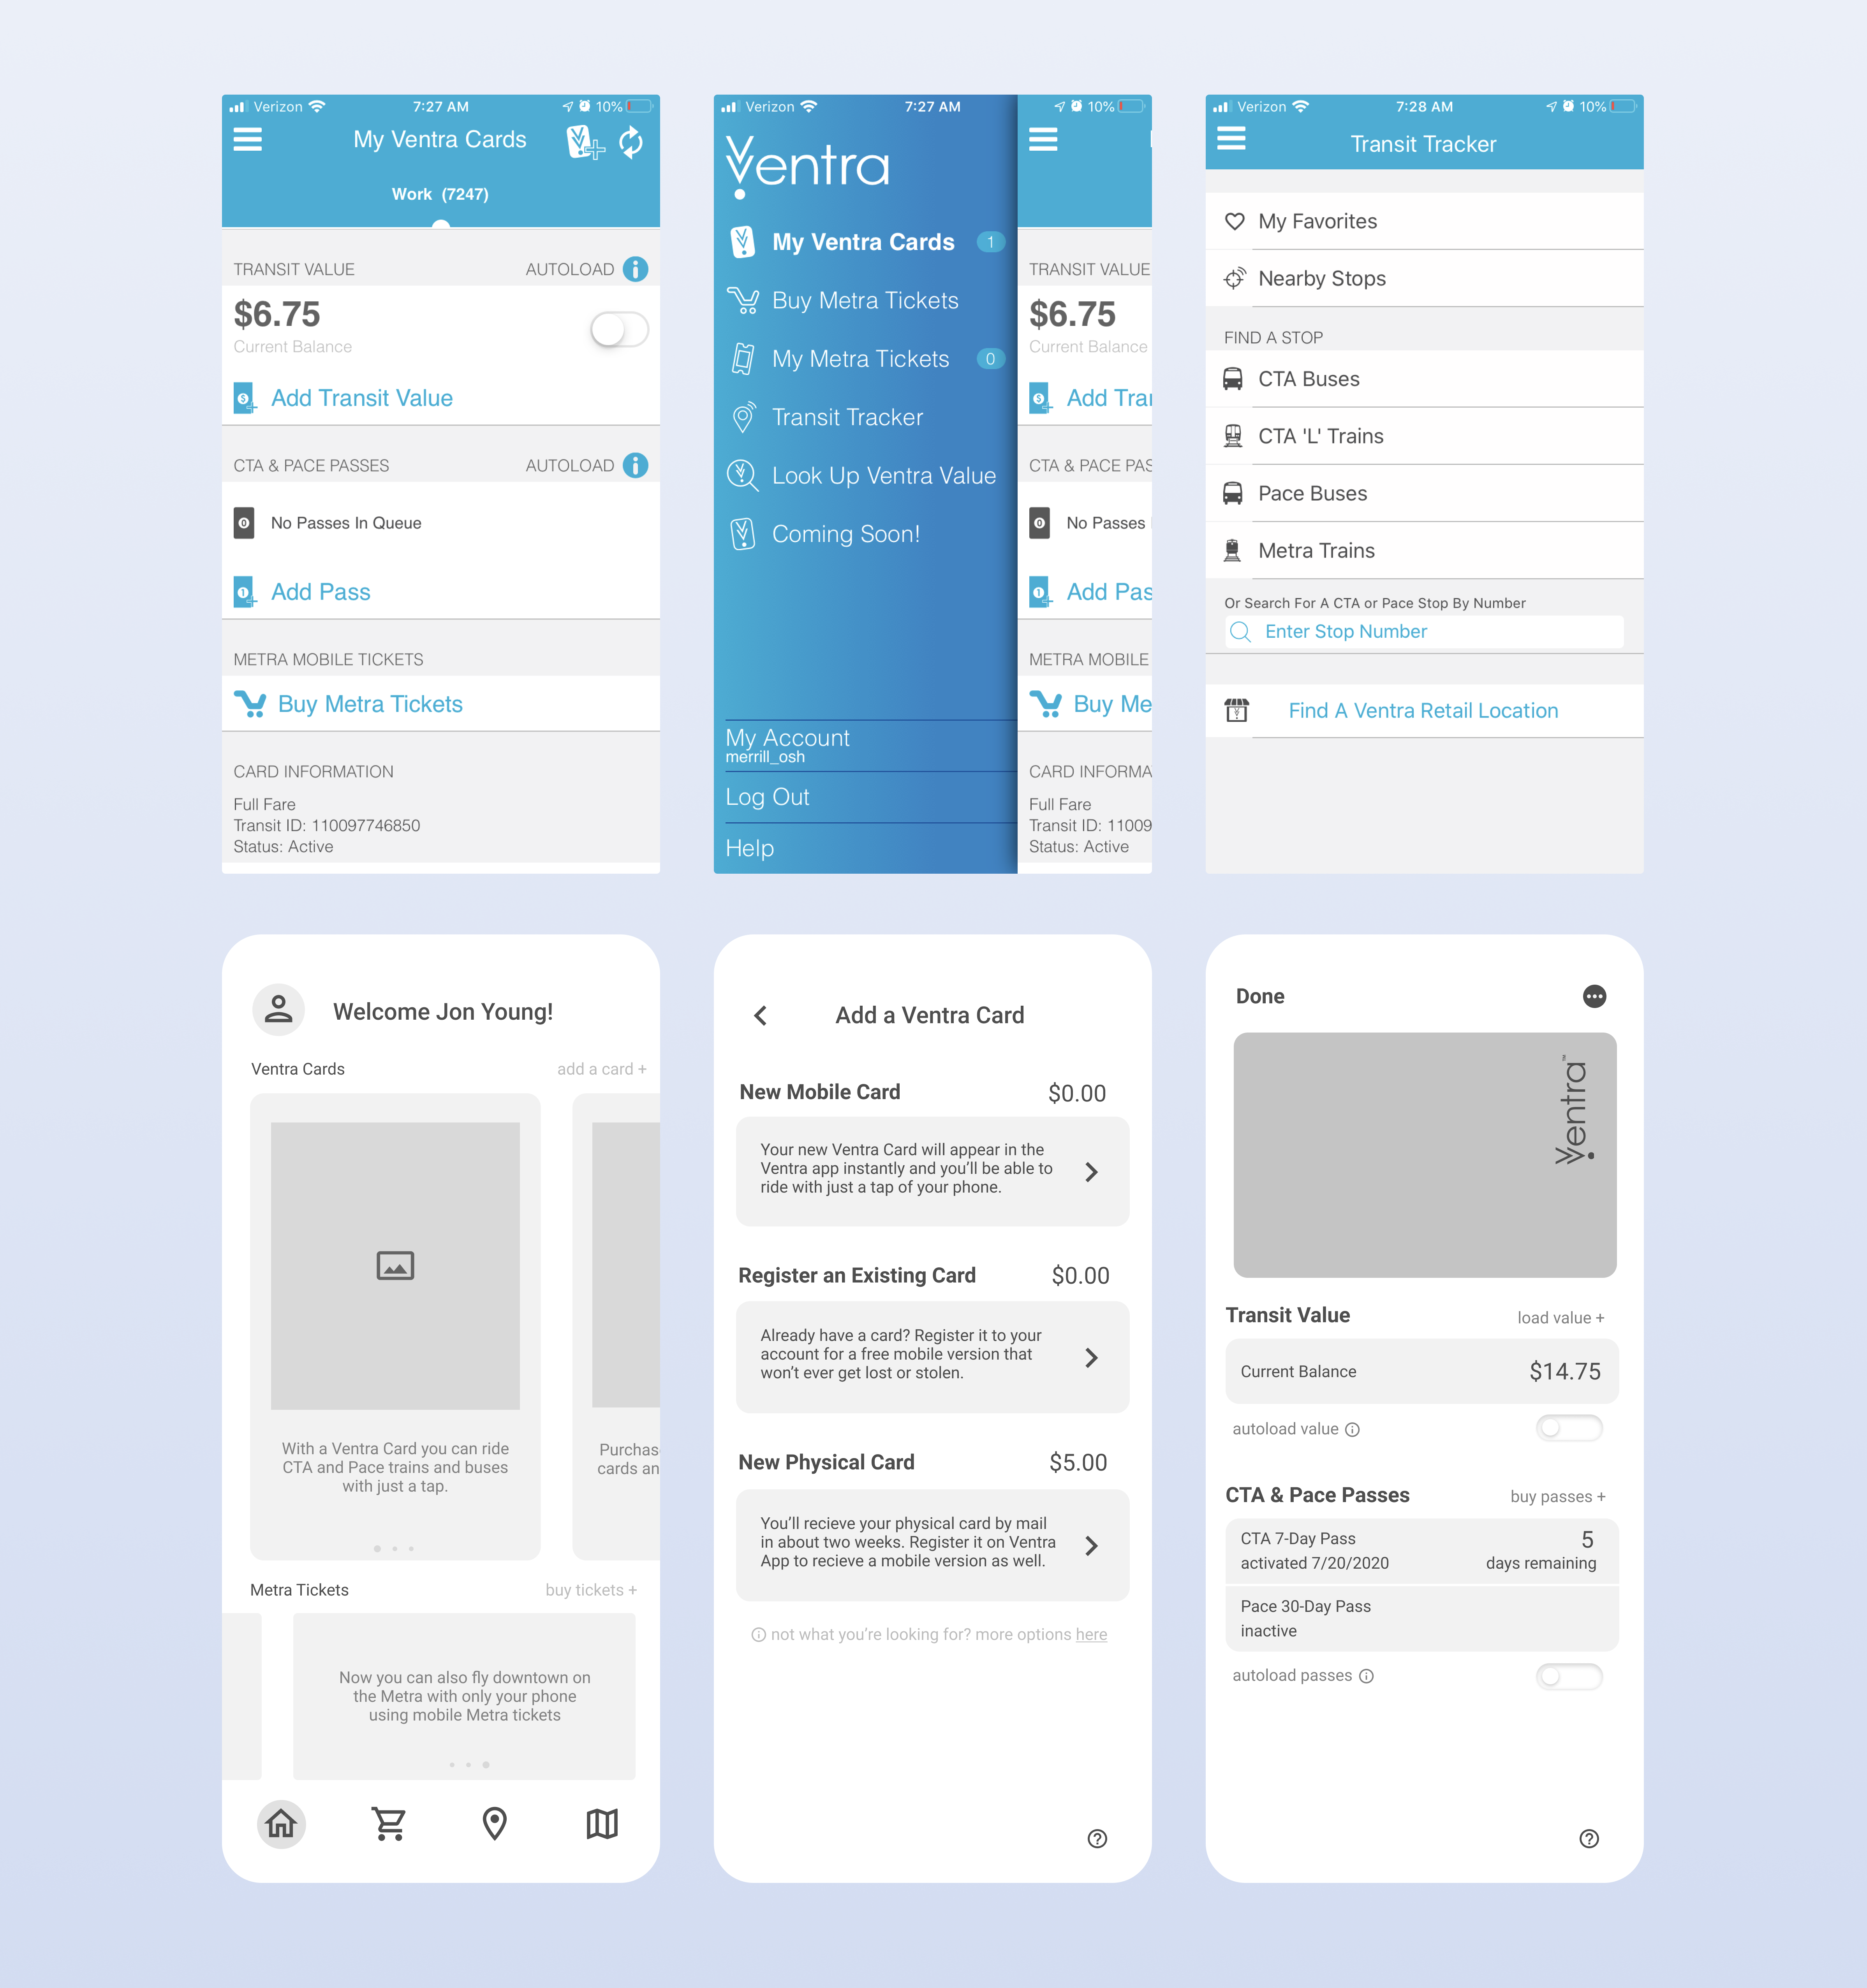 Verizon 7:27 AM 10%
My Ventra Cards
Work (7247)
TRANSIT VALUE AUTOLOAD
$6.75
Current Balance
Add Transit Value
CTA & PACE PASSES AUTOLOAD
No Passes In Queue
Add Pass
METRA MOBILE TICKETS
Buy Metra Tickets
CARD INFORMATION
Full Fare
Transit ID: 110097746850
Status: Active
Verizon 7:27 AM 10%
Ventra
My Ventra Cards 1
Buy Metra Tickets
My Metra Tickets 0
Transit Tracker
Look Up Ventra Value
Coming Soon!
My Account
merrill_osh
Log Out
Help
TRANSIT VALUE
$6.75
Current Balance
Add Tra
CTA & PACE PAS
No Passes
Add Pas
METRA MOBILE
Buy Me
CARD INFORMA
Full Fare
Transit ID: 11009
Status: Active
Verizon 7:28 AM 10%
Transit Tracker
My Favorites
Nearby Stops
FIND A STOP
CTA Buses
CTA 'L' Trains
Pace Buses
Metra Trains
Or Search For A CTA or Pace Stop By Number
Enter Stop Number
Find A Ventra Retail Location
Welcome Jon Young!
Ventra Cards add a card +
With a Ventra Card you can ride
CTA and Pace trains and buses
with just a tap.
Purchas
cards an
Metra Tickets buy tickets +
Now you can also fly downtown on
the Metra with only your phone
using mobile Metra tickets
Add a Ventra Card
New Mobile Card $0.00
Your new Ventra Card will appear in the
Ventra app instantly and you'll be able to
ride with just a tap of your phone.
Register an Existing Card $0.00
Already have a card? Register it to your
account for a free mobile version that
won't ever get lost or stolen.
New Physical Card $5.00
You'll recieve your physical card by mail
in about two weeks. Register it on Ventra
App to recieve a mobile version as well.
not what you're looking for? more options here
Done
Ventra™
Transit Value load value +
Current Balance $14.75
autoload value
CTA & Pace Passes buy passes +
CTA 7-Day Pass 5
activated 7/20/2020 days remaining
Pace 30-Day Pass
inactive
autoload passes